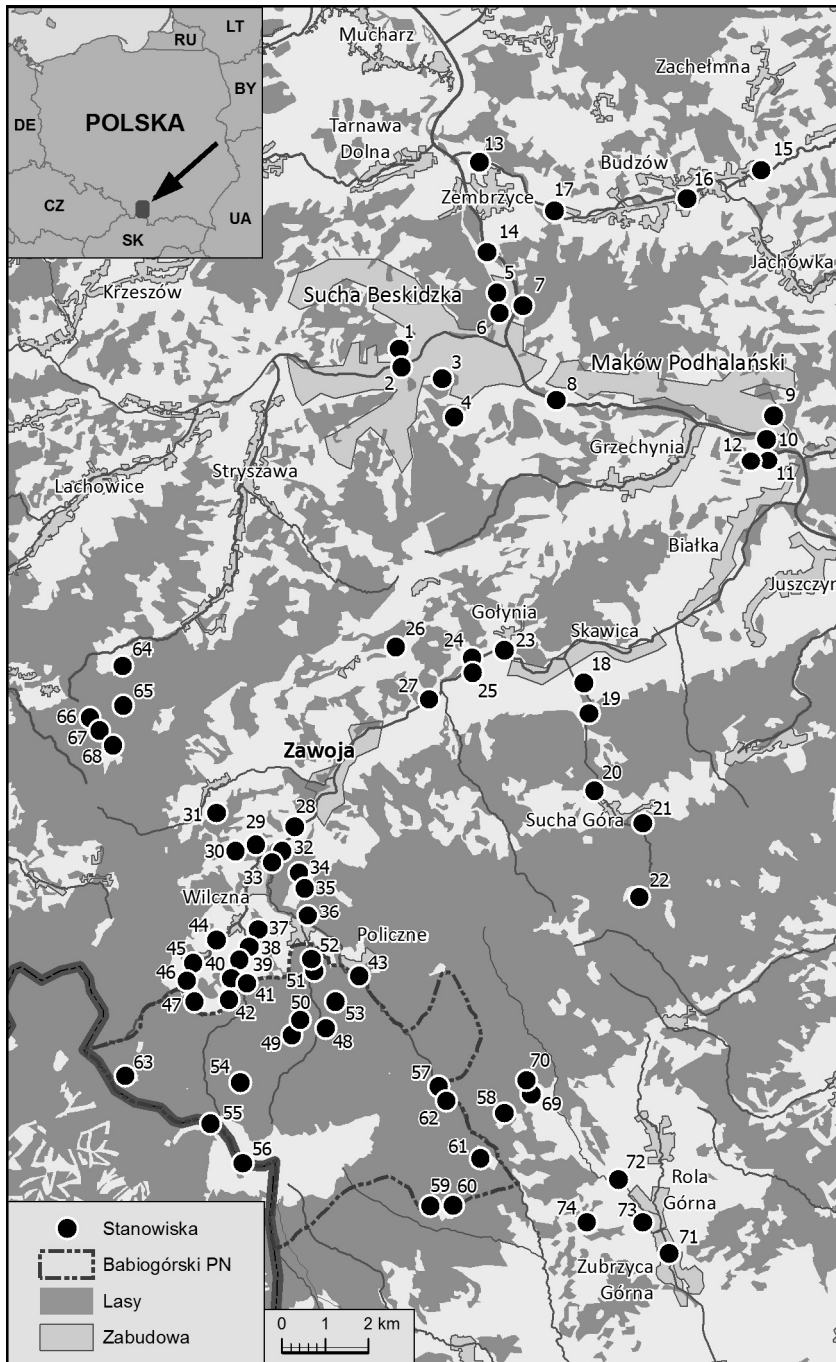 LT
RU
BY
DE
POLSKA
CZ
UA
SK
Mucharz
Zachełmna
Tarnawa
Dolna
13
15
Budzów
16
17
Zembrzyce
14
Jachówka
Krzeszów
5
7
6
Sucha Beskidzka
1
2
3
4
Maków Podhalański
8
9
10
12
11
Grzechynia
Stryszawa
Lachowice
Białka
Juszczyn
Gołynia
26
24
23
25
Skawica
18
19
27
64
65
66
67
68
Zawoja
20
Sucha Góra
21
22
31
28
29
30
32
33
34
35
Wilczna
36
37
44
38
Policzne
45
40
39
52
43
46
41
51
47
42
50
53
49
48
63
54
57
62
70
69
58
55
56
61
59
60
72
Rola
Górna
74
73
71
Zubrzyca
Górna
Stanowiska
Babiogórski PN
Lasy
Zabudowa
0 1 2 km